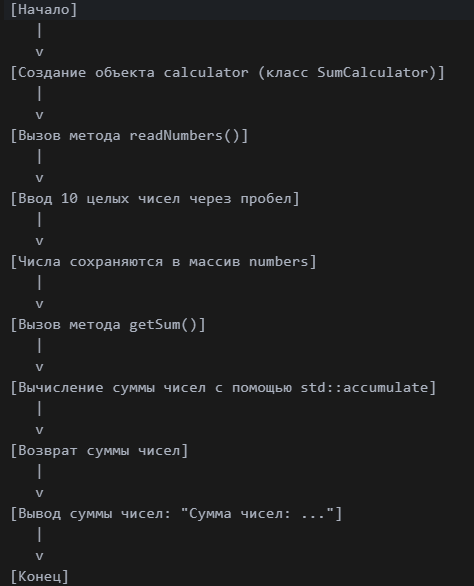 [Начало]
|
v
[Создание объекта calculator (класс SumCalculator)]
|
v
[Вызов метода readNumbers()]
|
v
[Ввод 10 целых чисел через пробел]
|
v
[Числа сохраняются в массив numbers]
|
v
[Вызов метода getSum()]
|
v
[Вычисление суммы чисел с помощью std::accumulate]
|
v
[Возврат суммы чисел]
|
v
[Вывод суммы чисел: "Сумма чисел: ..."]
|
v
[Конец]